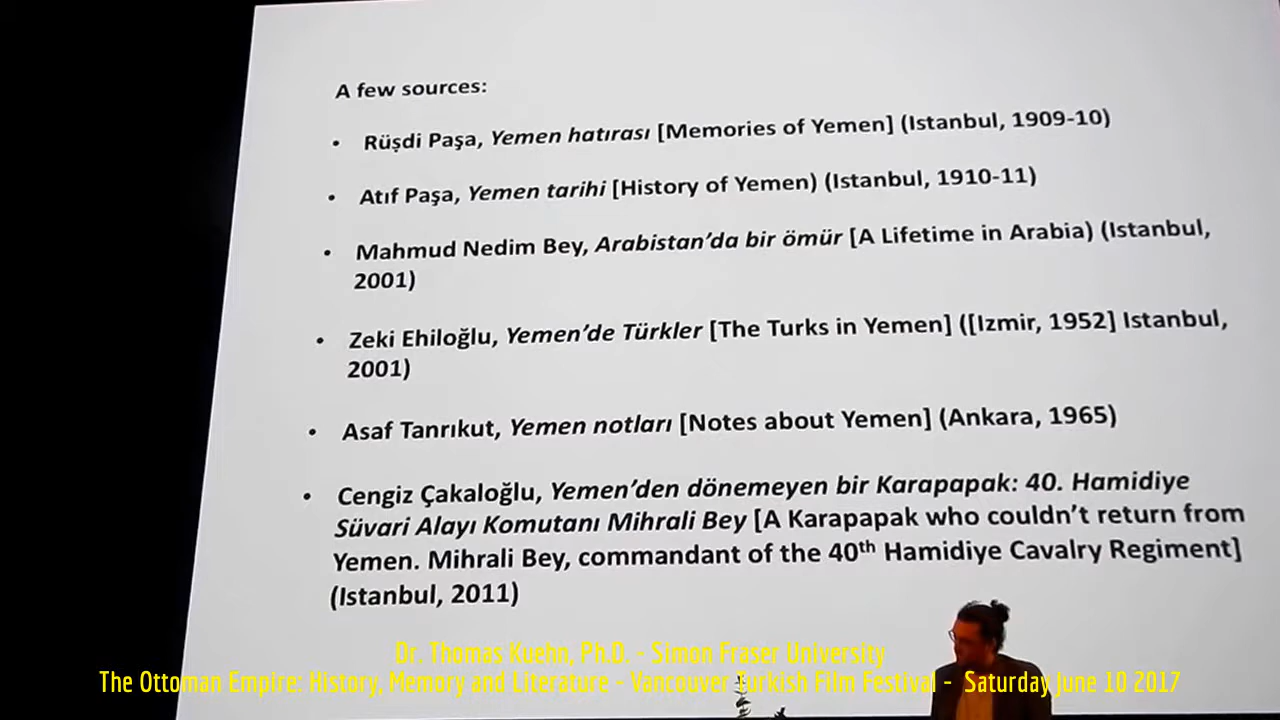 A few sources:
• Rüşdi Paşa, Yemen hatırası [Memories of Yemen] (Istanbul, 1909-10)
• Atıf Paşa, Yemen tarihi [History of Yemen) (Istanbul, 1910-11)
• Mahmud Nedim Bey, Arabistan’da bir ömür [A Lifetime in Arabia) (Istanbul,
2001)
• Zeki Ehiloğlu, Yemen’de Türkler [The Turks in Yemen] ([Izmir, 1952] Istanbul,
2001)
• Asaf Tanrıkut, Yemen notları [Notes about Yemen] (Ankara, 1965)
• Cengiz Çakaloğlu, Yemen’den dönemeyen bir Karapapak: 40. Hamidiye
Süvari Alayı Komutanı Mihrali Bey [A Karapapak who couldn’t return from
Yemen. Mihrali Bey, commandant of the 40th Hamidiye Cavalry Regiment]
(Istanbul, 2011)
Dr. Thomas Kuehn, Ph.D. - Simon Fraser University
The Ottoman Empire: History, Memory and Literature - Vancouver Turkish Film Festival - Saturday June 10 2017